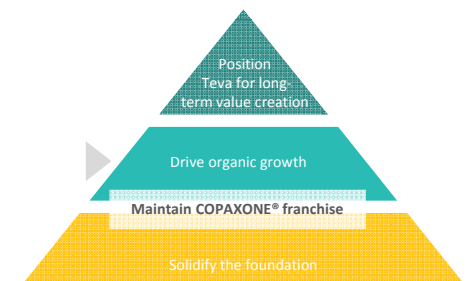 Position
Teva for long-
term value creation
Drive organic growth
Maintain COPAXONE® franchise
Solidify the foundation